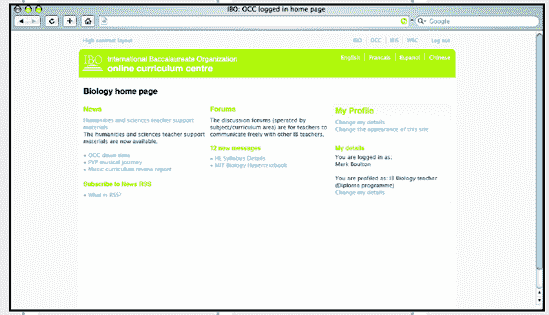 IBO: OCC logged in home page
Google
High contrast layout
IBO OCC IBIS WAC Log out
IBO International Baccalaureate Organization
online curriculum centre
English Français Español Chinese
Biology home page
News
Humanities and sciences teacher support
materials
The humanities and sciences teacher support
materials are now available.
OCC down time
PYP musical journey
Music curriculum review report
Subscribe to News RSS
What is RSS?
Forums
The discussion forums (operated by
subject/curriculum area) are for teachers to
communicate freely with other IB teachers.
12 new messages
HL Syllabus Details
MIT Biology Hypertextbook
My Profile
Change my details
Change the appearance of this site
My details
You are logged in as:
Mark Boulton
You are profiled as: IB Biology teacher
(Diploma programme)
Change my details